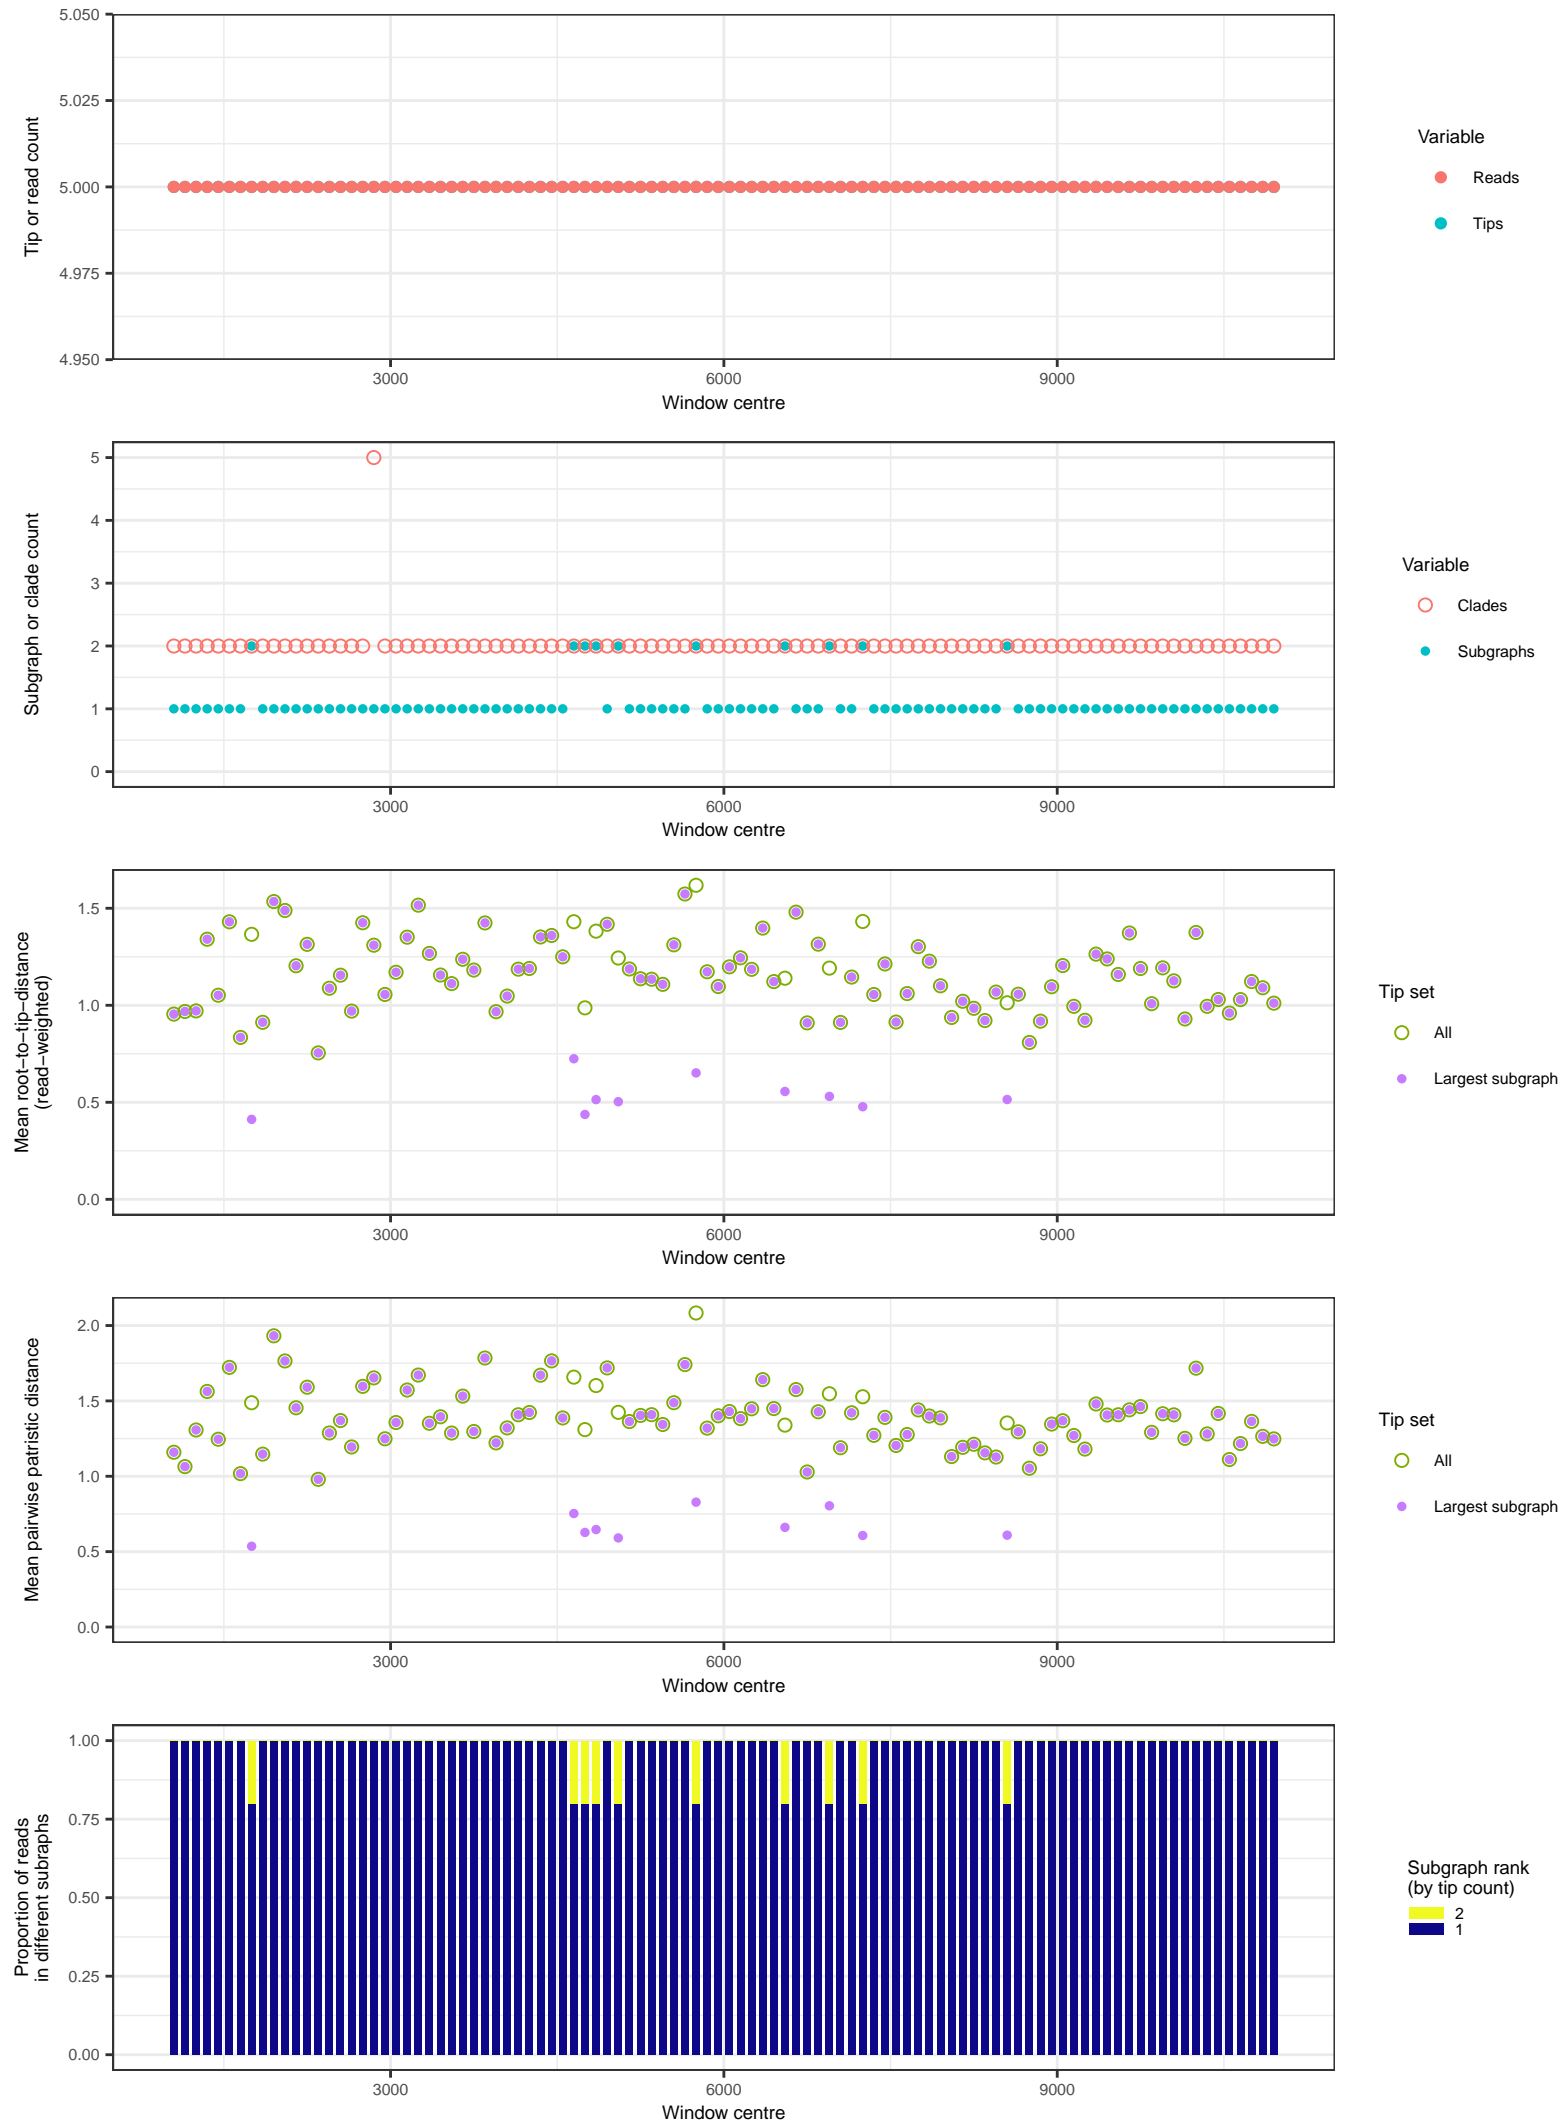 5.050
5.025
5.000
4.975
4.950
Tip or read count
3000 6000 9000
Window centre
Variable
Reads
Tips
5
4
3
2
1
0
Subgraph or clade count
3000 6000 9000
Window centre
Variable
Clades
Subgraphs
1.5
1.0
0.5
0.0
Mean root−to−tip−distance
(read−weighted)
3000 6000 9000
Window centre
Tip set
All
Largest subgraph
2.0
1.5
1.0
0.5
0.0
Mean pairwise patristic distance
3000 6000 9000
Window centre
Tip set
All
Largest subgraph
1.00
0.75
0.50
0.25
0.00
Proportion of reads
in different subraphs
3000 6000 9000
Window centre
Subgraph rank
(by tip count)
2
1